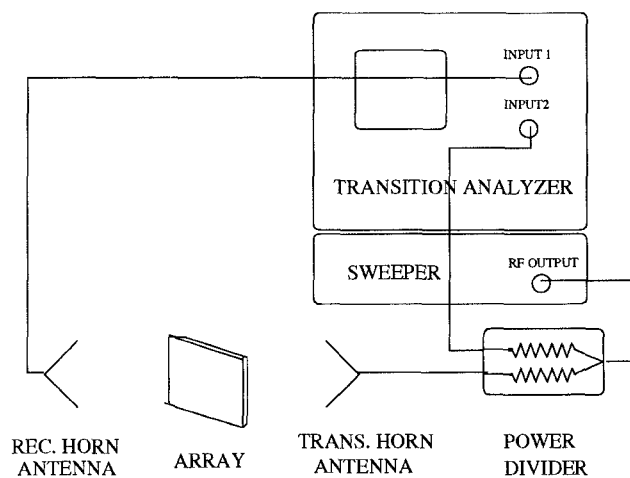 INPUT 1
INPUT2
TRANSITION ANALYZER
SWEEPER
RF OUTPUT
REC. HORN
ANTENNA
ARRAY
TRANS. HORN
ANTENNA
POWER
DIVIDER